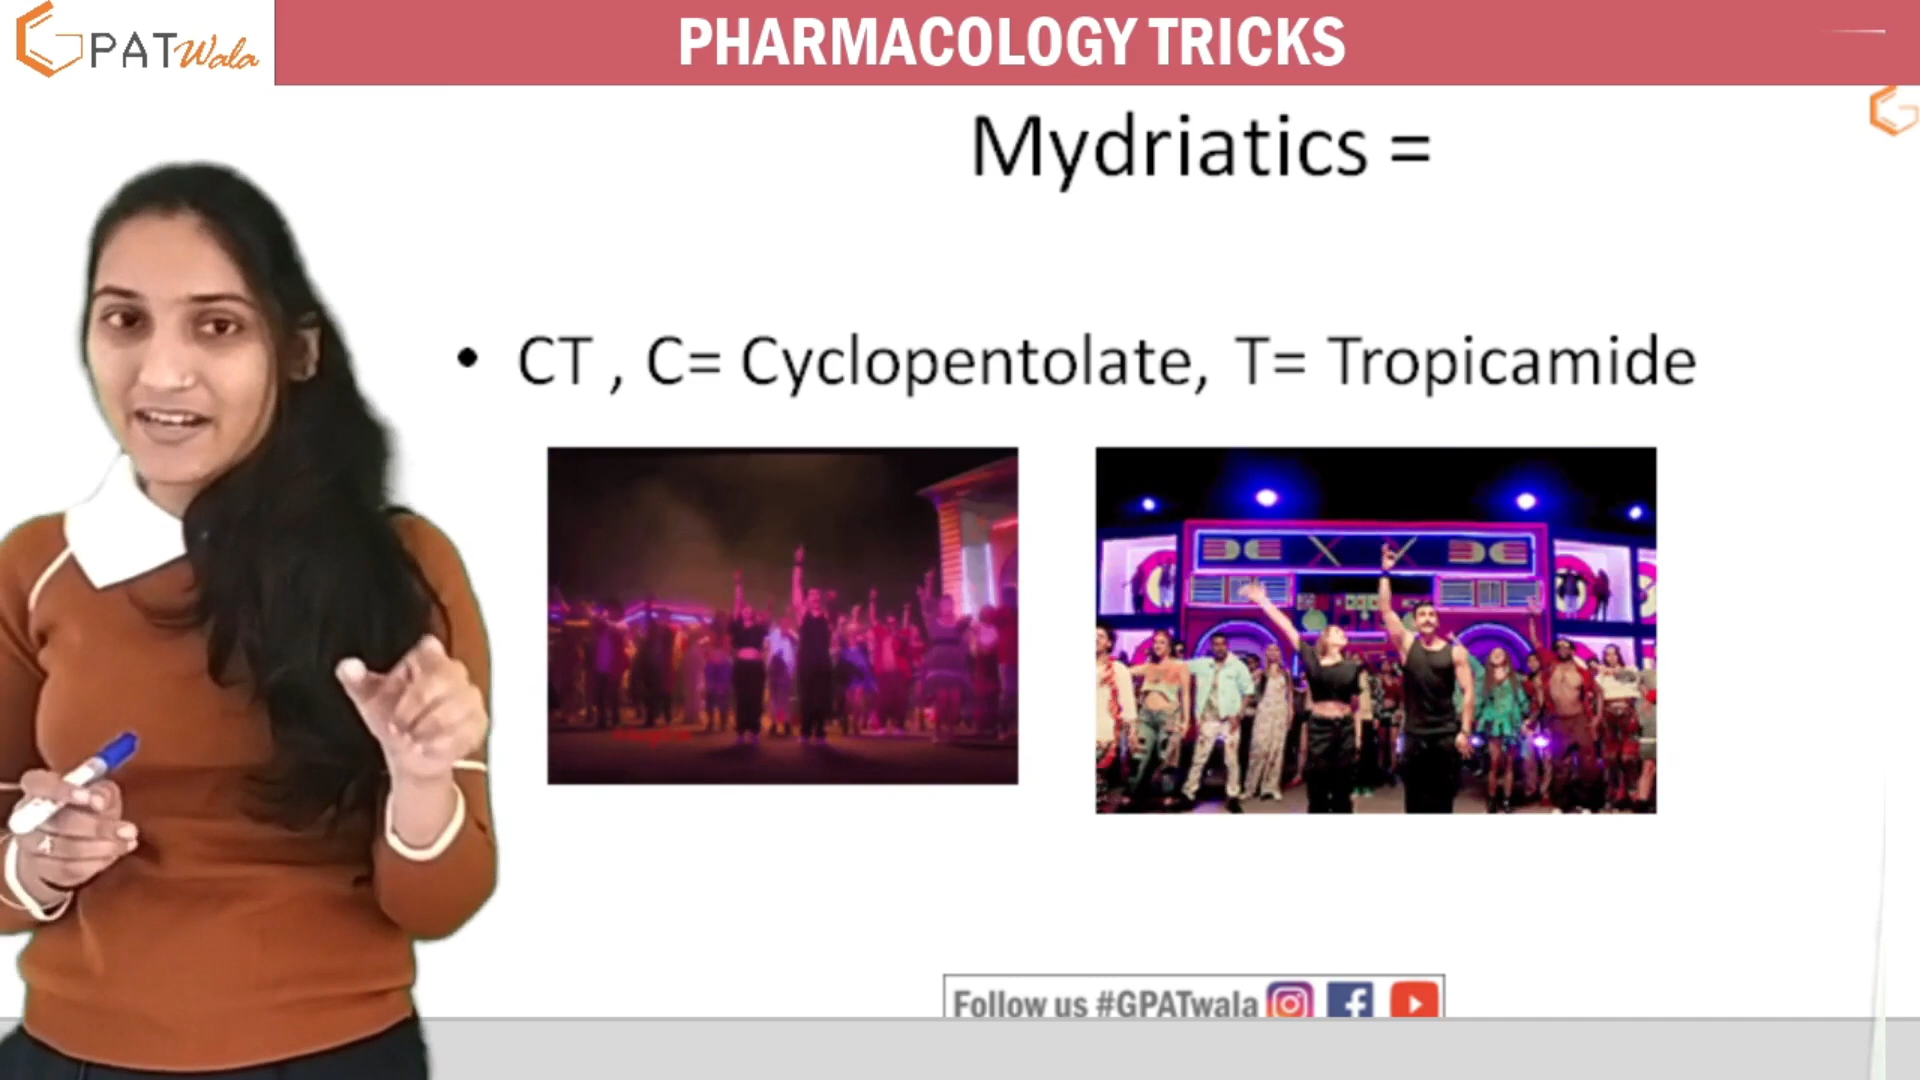 GPATWala
PHARMACOLOGY TRICKS
Mydriatics =
• CT , C= Cyclopentolate, T= Tropicamide
Follow us #GPATwala